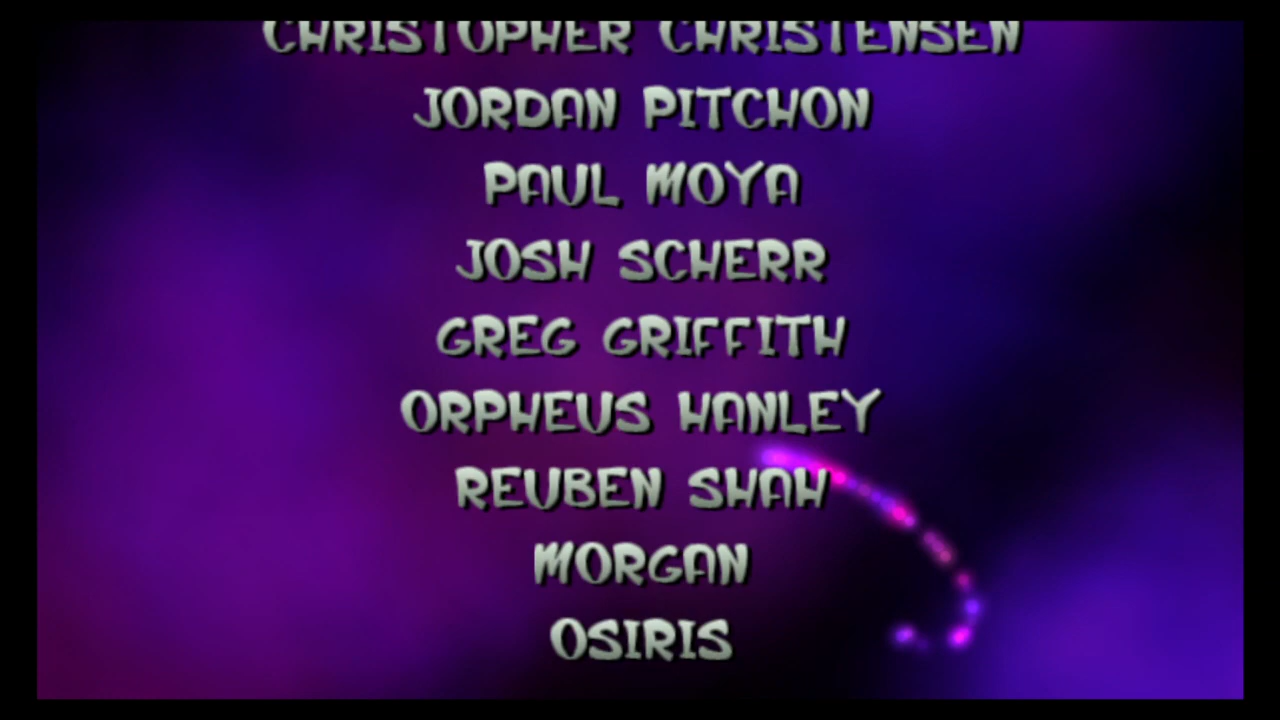 CHRISTOPHER CHRISTENSEN
JORDAN PITCHON
PAUL MOYA
JOSH SCHERR
GREG GRIFFITH
ORPHEUS HANLEY
REUBEN SHAH
MORGAN
OSIRIS